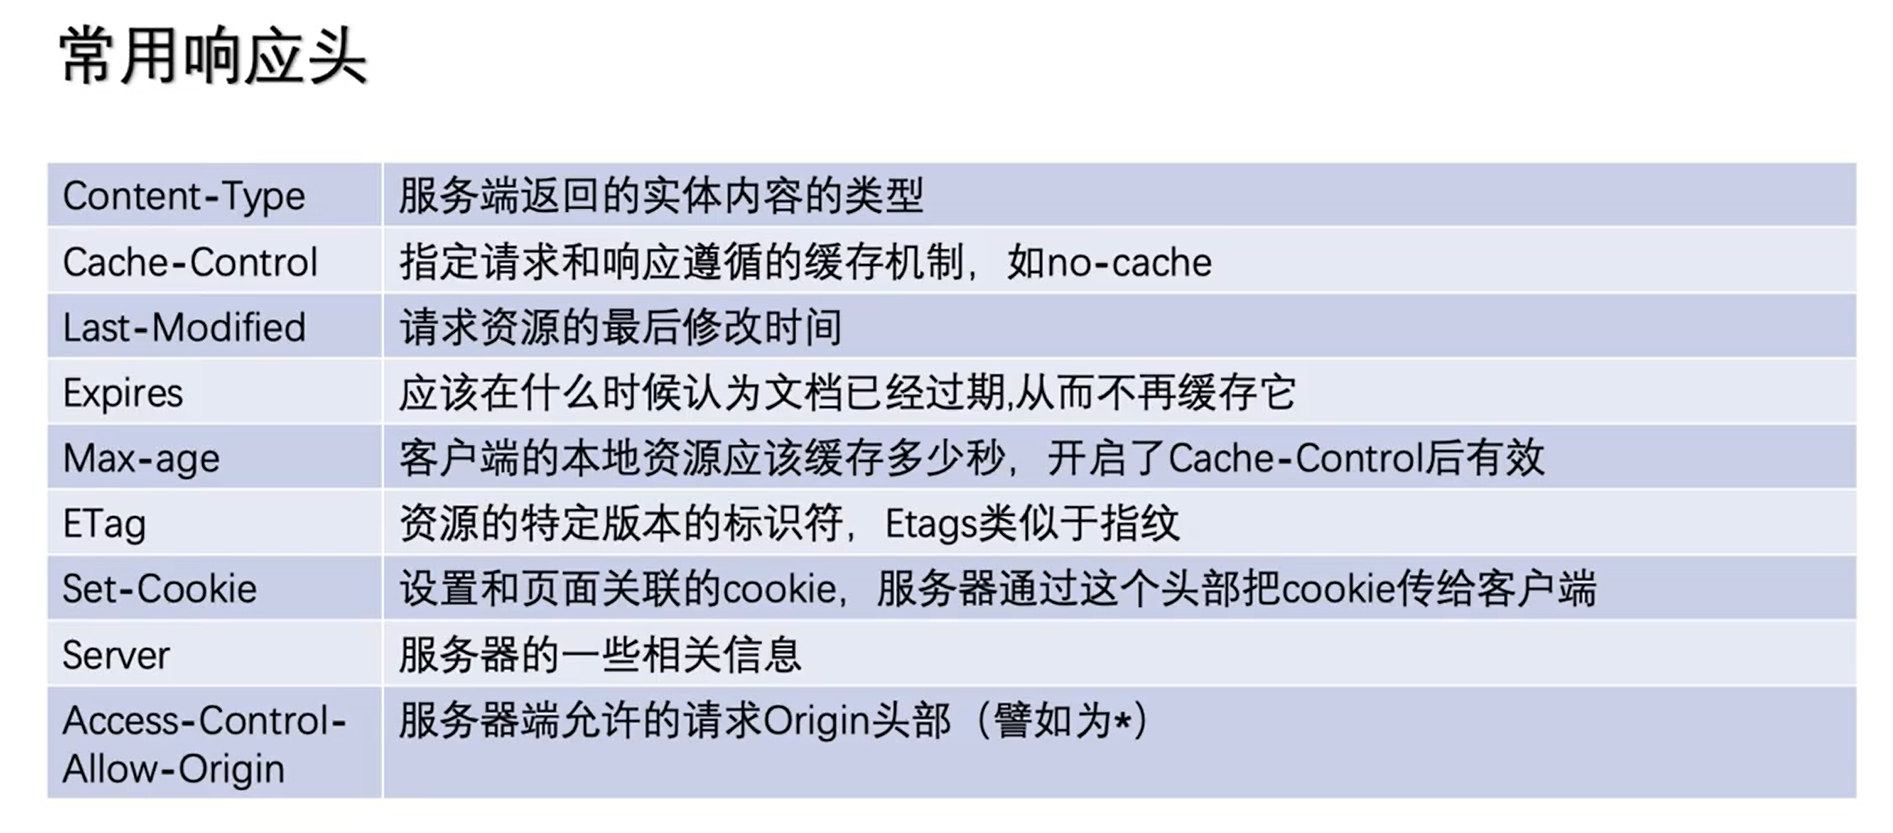 常用响应头
Content-Type 服务端返回的实体内容的类型
Cache-Control 指定请求和响应遵循的缓存机制，如no-cache
Last-Modified 请求资源的最后修改时间
Expires 应该在什么时候认为文档已经过期,从而不再缓存它
Max-age 客户端的本地资源应该缓存多少秒，开启了Cache-Control后有效
ETag 资源的特定版本的标识符，Etags类似于指纹
Set-Cookie 设置和页面关联的cookie，服务器通过这个头部把cookie传给客户端
Server 服务器的一些相关信息
Access-Control- 服务器端允许的请求Origin头部（譬如为*）
Allow-Origin